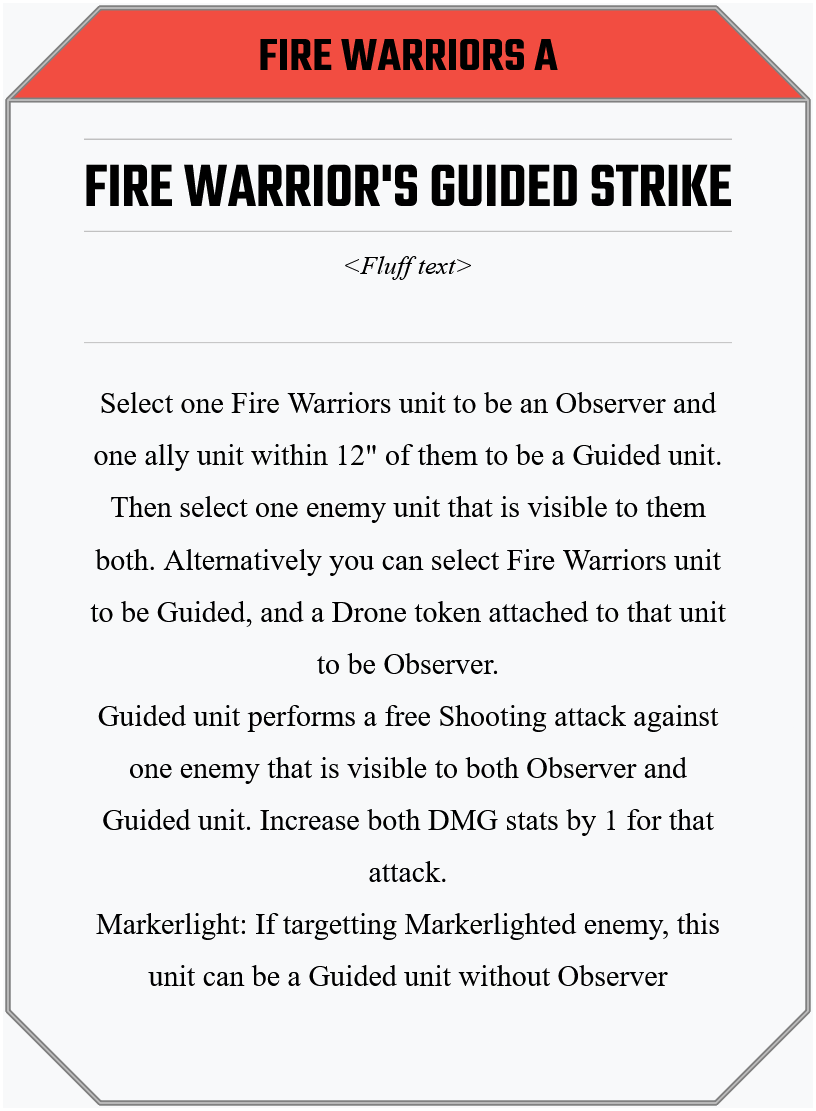 FIRE WARRIORS A
FIRE WARRIOR'S GUIDED STRIKE
<Fluff text>
Select one Fire Warriors unit to be an Observer and
one ally unit within 12" of them to be a Guided unit.
Then select one enemy unit that is visible to them
both. Alternatively you can select Fire Warriors unit
to be Guided, and a Drone token attached to that unit
to be Observer.
Guided unit performs a free Shooting attack against
one enemy that is visible to both Observer and
Guided unit. Increase both DMG stats by 1 for that
attack.
Markerlight: If targetting Markerlighted enemy, this
unit can be a Guided unit without Observer